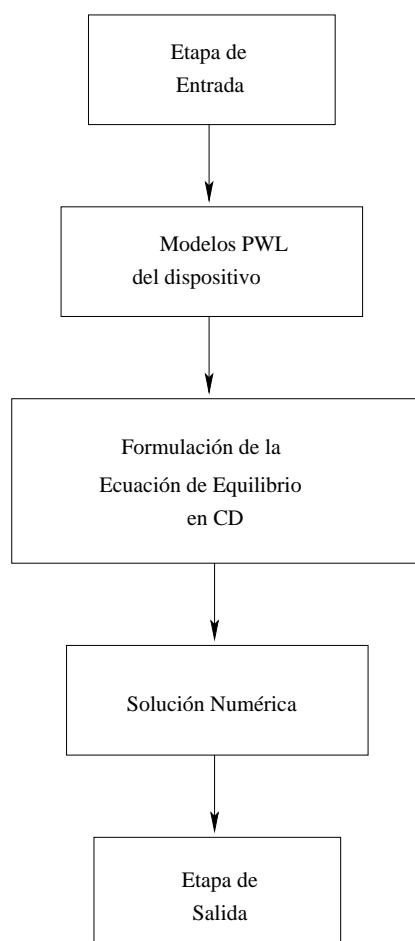 Etapa de
Entrada
Modelos PWL
del dispositivo
Formulación de la
Ecuación de Equilibrio
en CD
Solución Numérica
Etapa de
Salida